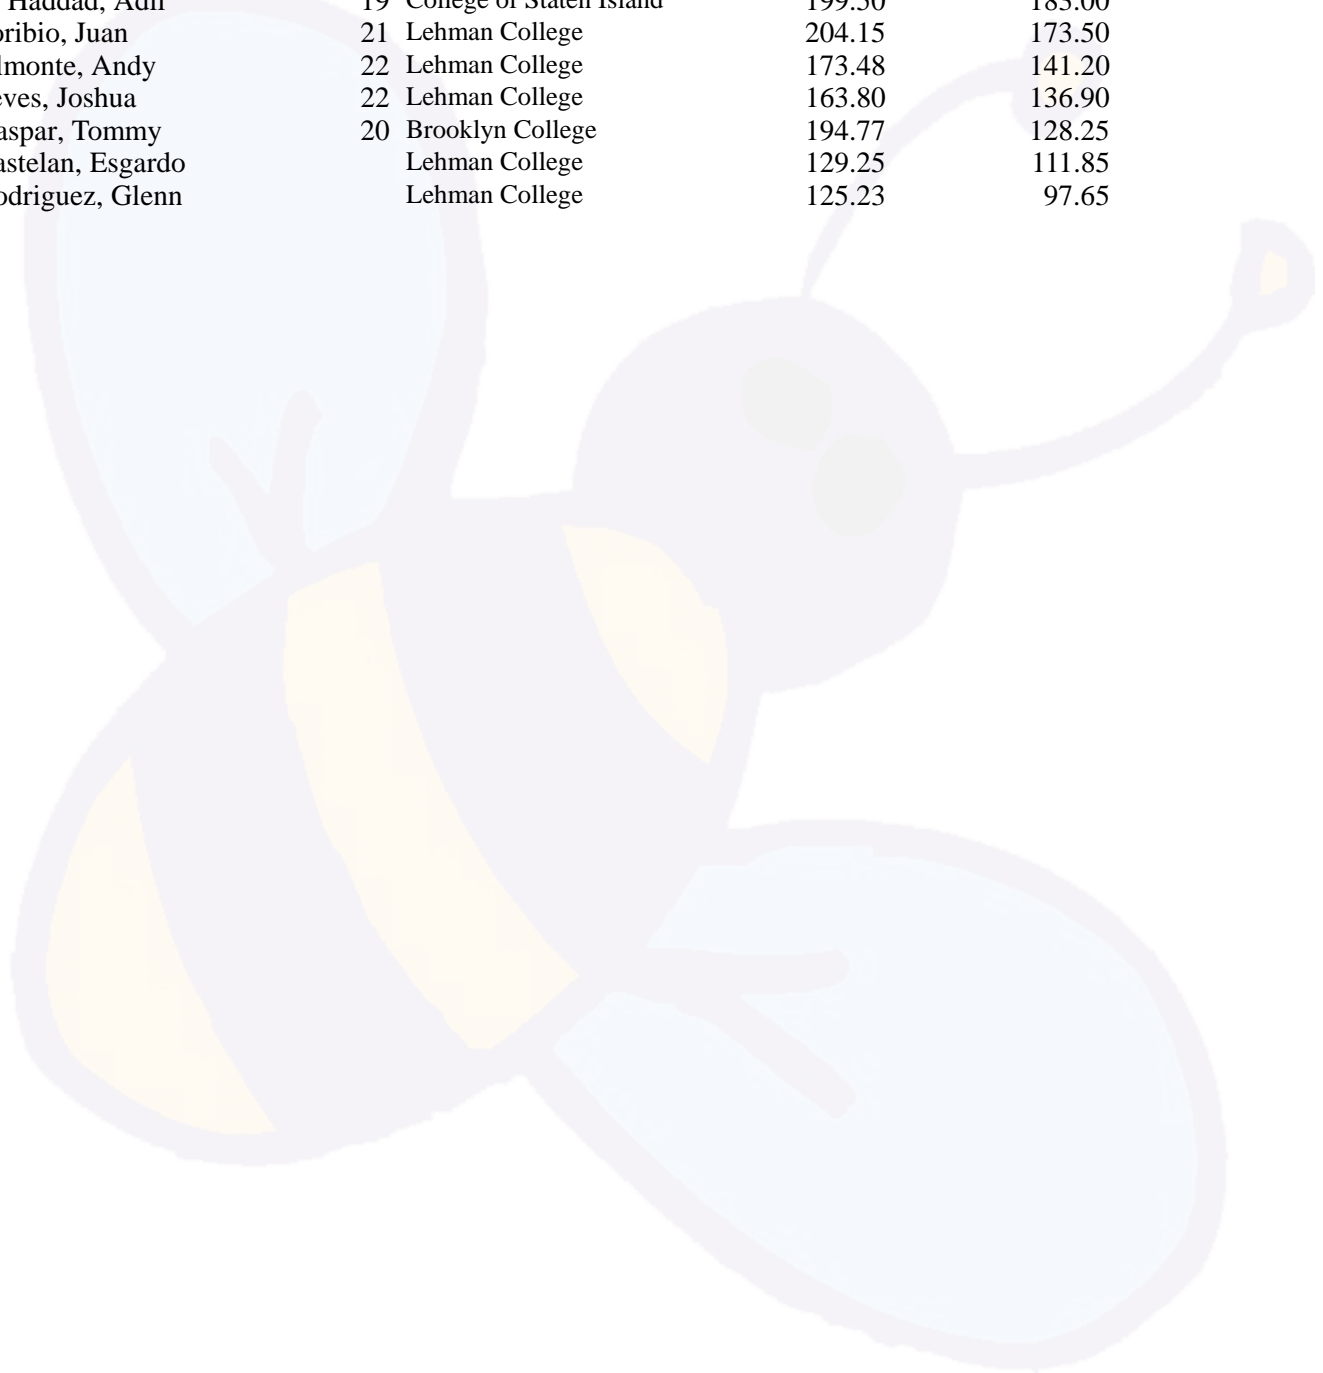 Haddad, Adil 19 College of Staten Island 199.50 183.00
oribio, Juan 21 Lehman College 204.15 173.50
lmonte, Andy 22 Lehman College 173.48 141.20
eves, Joshua 22 Lehman College 163.80 136.90
aspar, Tommy 20 Brooklyn College 194.77 128.25
astelan, Esgardo Lehman College 129.25 111.85
odriguez, Glenn Lehman College 125.23 97.65